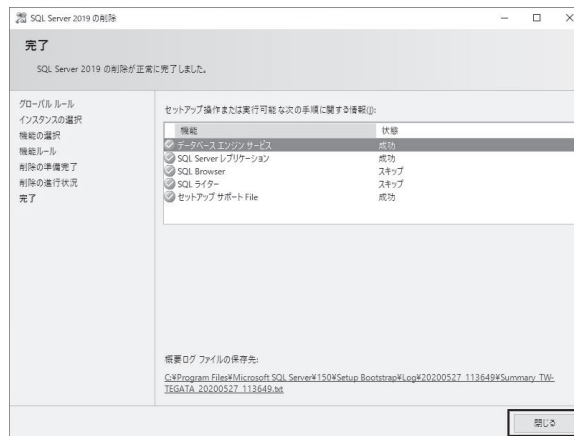 SQL Server 2019 の削除
完了
SQL Server 2019 の削除が正常に完了しました。
グローバル ルール
インスタンスの選択
機能の選択
機能ルール
削除の準備完了
削除の進行状況
完了
セットアップ操作または実行可能な次の手順に関する情報(I):
機能 状態
データベース エンジン サービス 成功
SQL Server レプリケーション 成功
SQL Browser スキップ
SQL ライター スキップ
セットアップ サポート File 成功
概要ログ ファイルの保存先:
C:¥Program Files¥Microsoft SQL Server¥150¥Setup Bootstrap¥Log¥20200527_113649¥Summary_TW-
TEGATA_20200527_113649.txt
閉じる